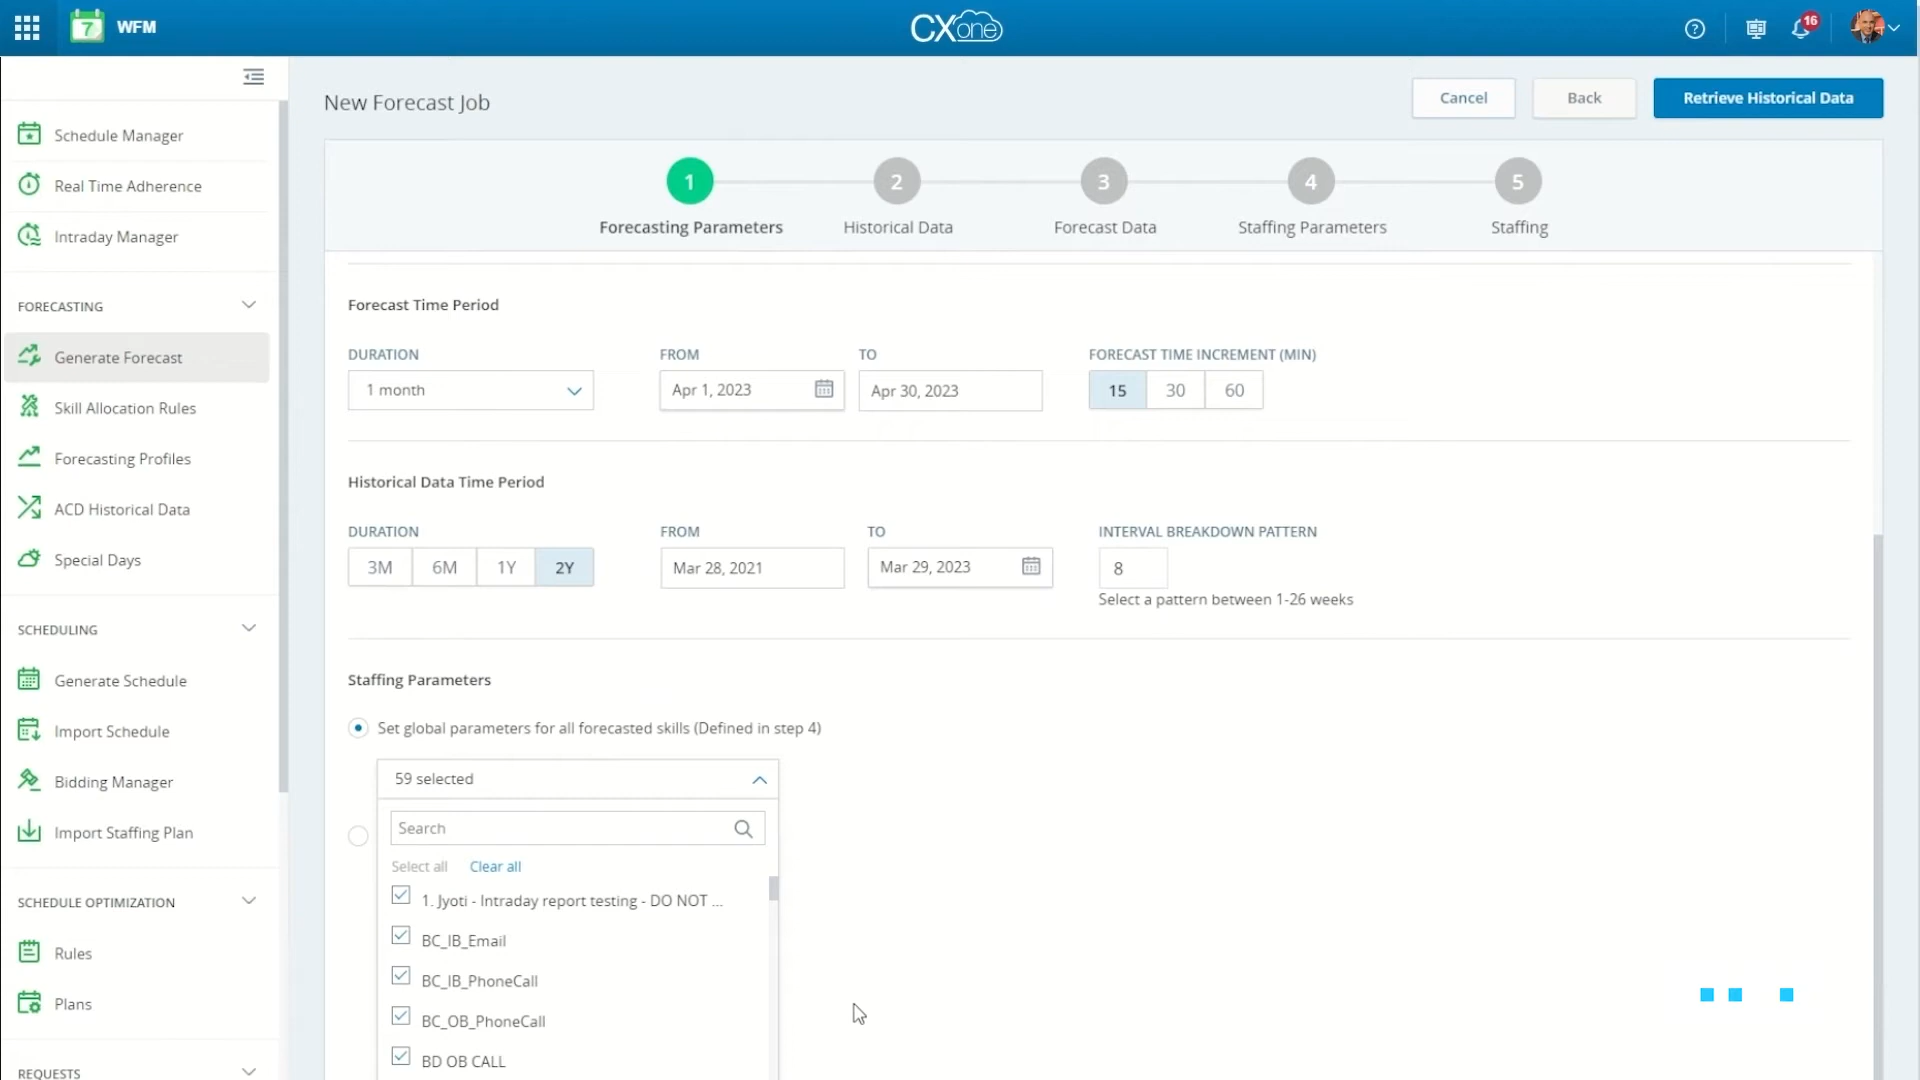 7 WFM
CXone
16
New Forecast Job
Cancel Back Retrieve Historical Data
1 2 3 4 5
Forecasting Parameters Historical Data Forecast Data Staffing Parameters Staffing
Schedule Manager
Real Time Adherence
Intraday Manager
FORECASTING
Generate Forecast
Skill Allocation Rules
Forecasting Profiles
ACD Historical Data
Special Days
SCHEDULING
Generate Schedule
Import Schedule
Bidding Manager
Import Staffing Plan
SCHEDULE OPTIMIZATION
Rules
Plans
REQUESTS
Forecast Time Period
DURATION FROM TO FORECAST TIME INCREMENT (MIN)
1 month Apr 1, 2023 Apr 30, 2023 15 30 60
Historical Data Time Period
DURATION FROM TO INTERVAL BREAKDOWN PATTERN
3M 6M 1Y 2Y Mar 28, 2021 Mar 29, 2023 8
Select a pattern between 1-26 weeks
Staffing Parameters
Set global parameters for all forecasted skills (Defined in step 4)
59 selected
Search
Select all Clear all
1. Jyoti - Intraday report testing - DO NOT ...
BC_IB_Email
BC_IB_PhoneCall
BC_OB_PhoneCall
BD OB CALL